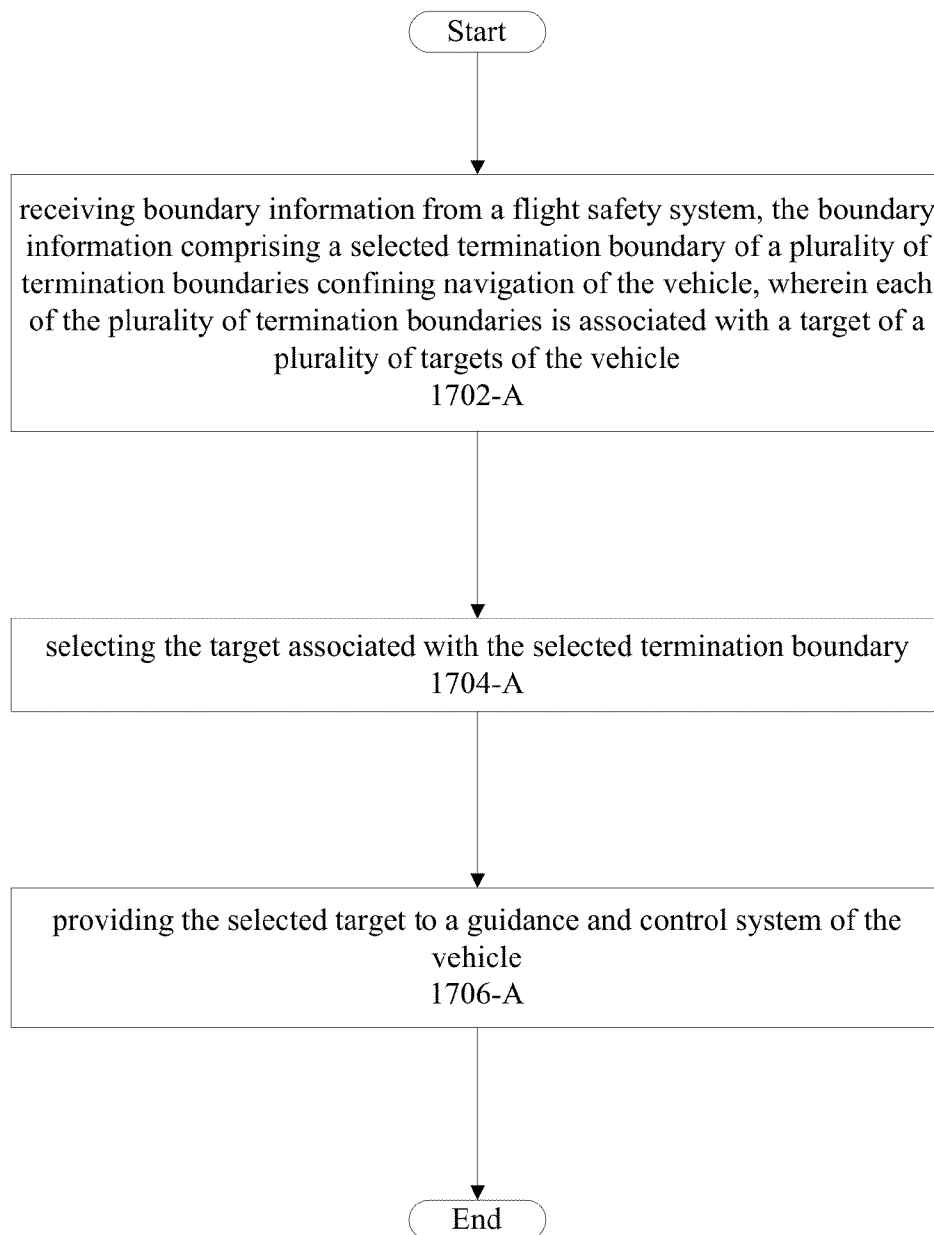 Start
receiving boundary information from a flight safety system, the boundary
information comprising a selected termination boundary of a plurality of
termination boundaries confining navigation of the vehicle, wherein each
of the plurality of termination boundaries is associated with a target of a
plurality of targets of the vehicle
1702-A
selecting the target associated with the selected termination boundary
1704-A
providing the selected target to a guidance and control system of the
vehicle
1706-A
End